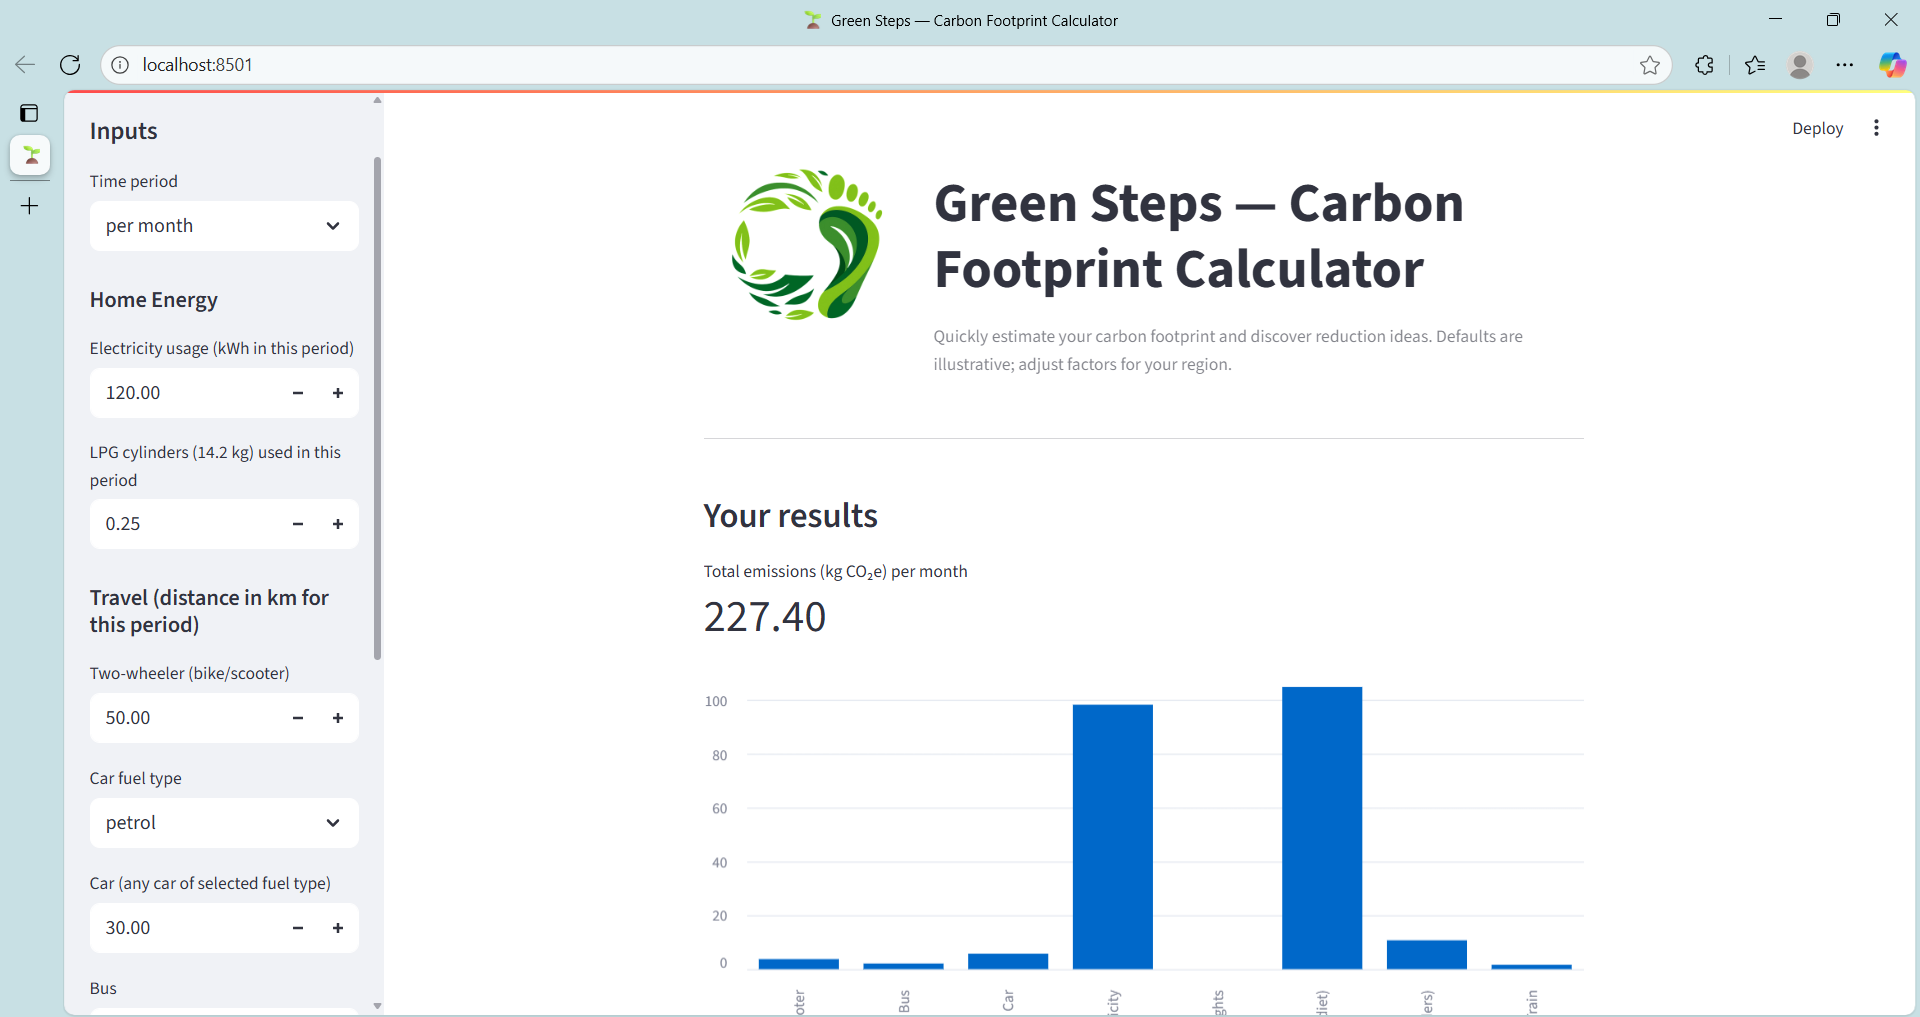 Green Steps — Carbon Footprint Calculator
localhost:8501
Inputs
Time period
per month
Home Energy
Electricity usage (kWh in this period)
120.00
LPG cylinders (14.2 kg) used in this
period
0.25
Travel (distance in km for
this period)
Two-wheeler (bike/scooter)
50.00
Car fuel type
petrol
Car (any car of selected fuel type)
30.00
Bus
Deploy
Green Steps — Carbon
Footprint Calculator
Quickly estimate your carbon footprint and discover reduction ideas. Defaults are
illustrative; adjust factors for your region.
Your results
Total emissions (kg CO₂e) per month
227.40
100
80
60
40
20
0
oter
Bus
Car
icity
ghts
diet)
ers)
rain